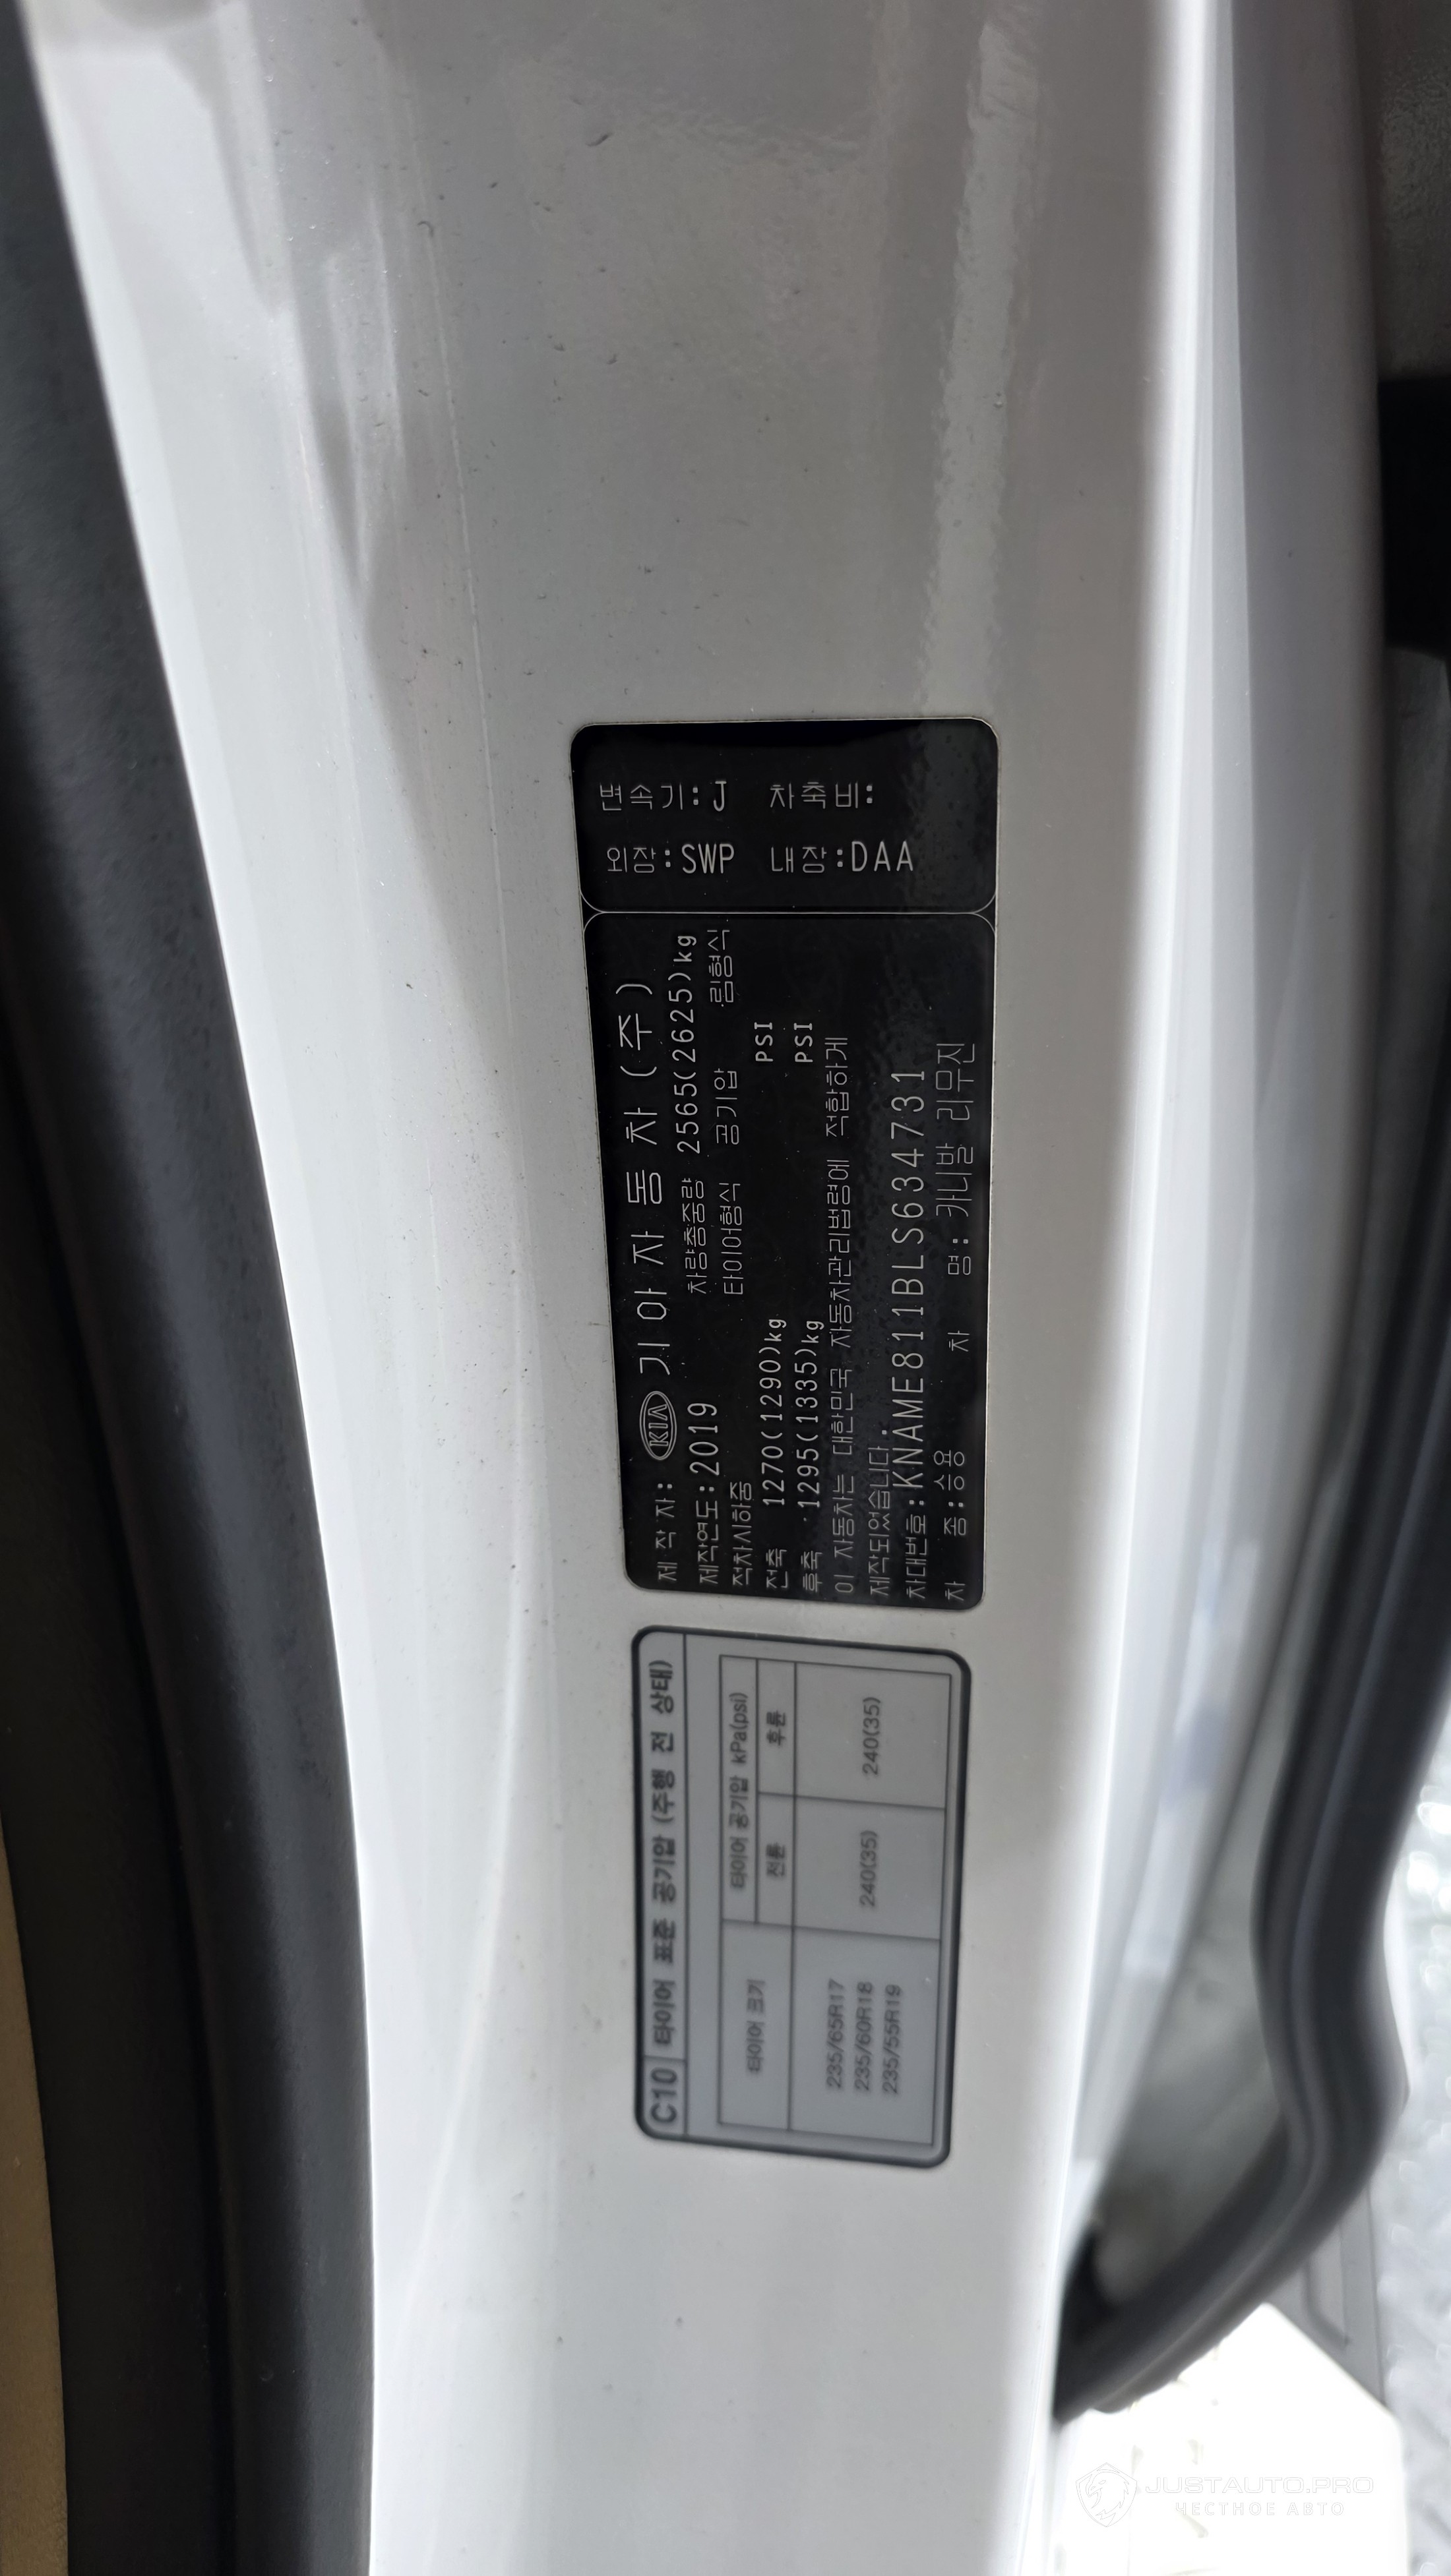 제 작 자: KIA 기 아 자 동 차 (주)
제작연도:2019 차량총중량 2565(2625)kg
적차시하중 타이어형식 공기압 림형식
전축 1270(1290)kg PSI
후축 1295(1335)kg PSI
이 자동차는 대한민국 자동차관리법령에 적합하게
제작되었습니다.
차대번호:KNAME811BLS634731
차 종:승용 차 명:카니발 리무진
변속기:J 차축비:
외장:SWP 내장:DAA
C10 타이어 표준 공기압 (주행 전 상태)
타이어 크기 타이어 공기압 kPa(psi)
전륜 후륜
235/65R17
235/60R18 240(35) 240(35)
235/55R19
JUSTAUTO.PRO
ЧЕСТНОЕ АВТО